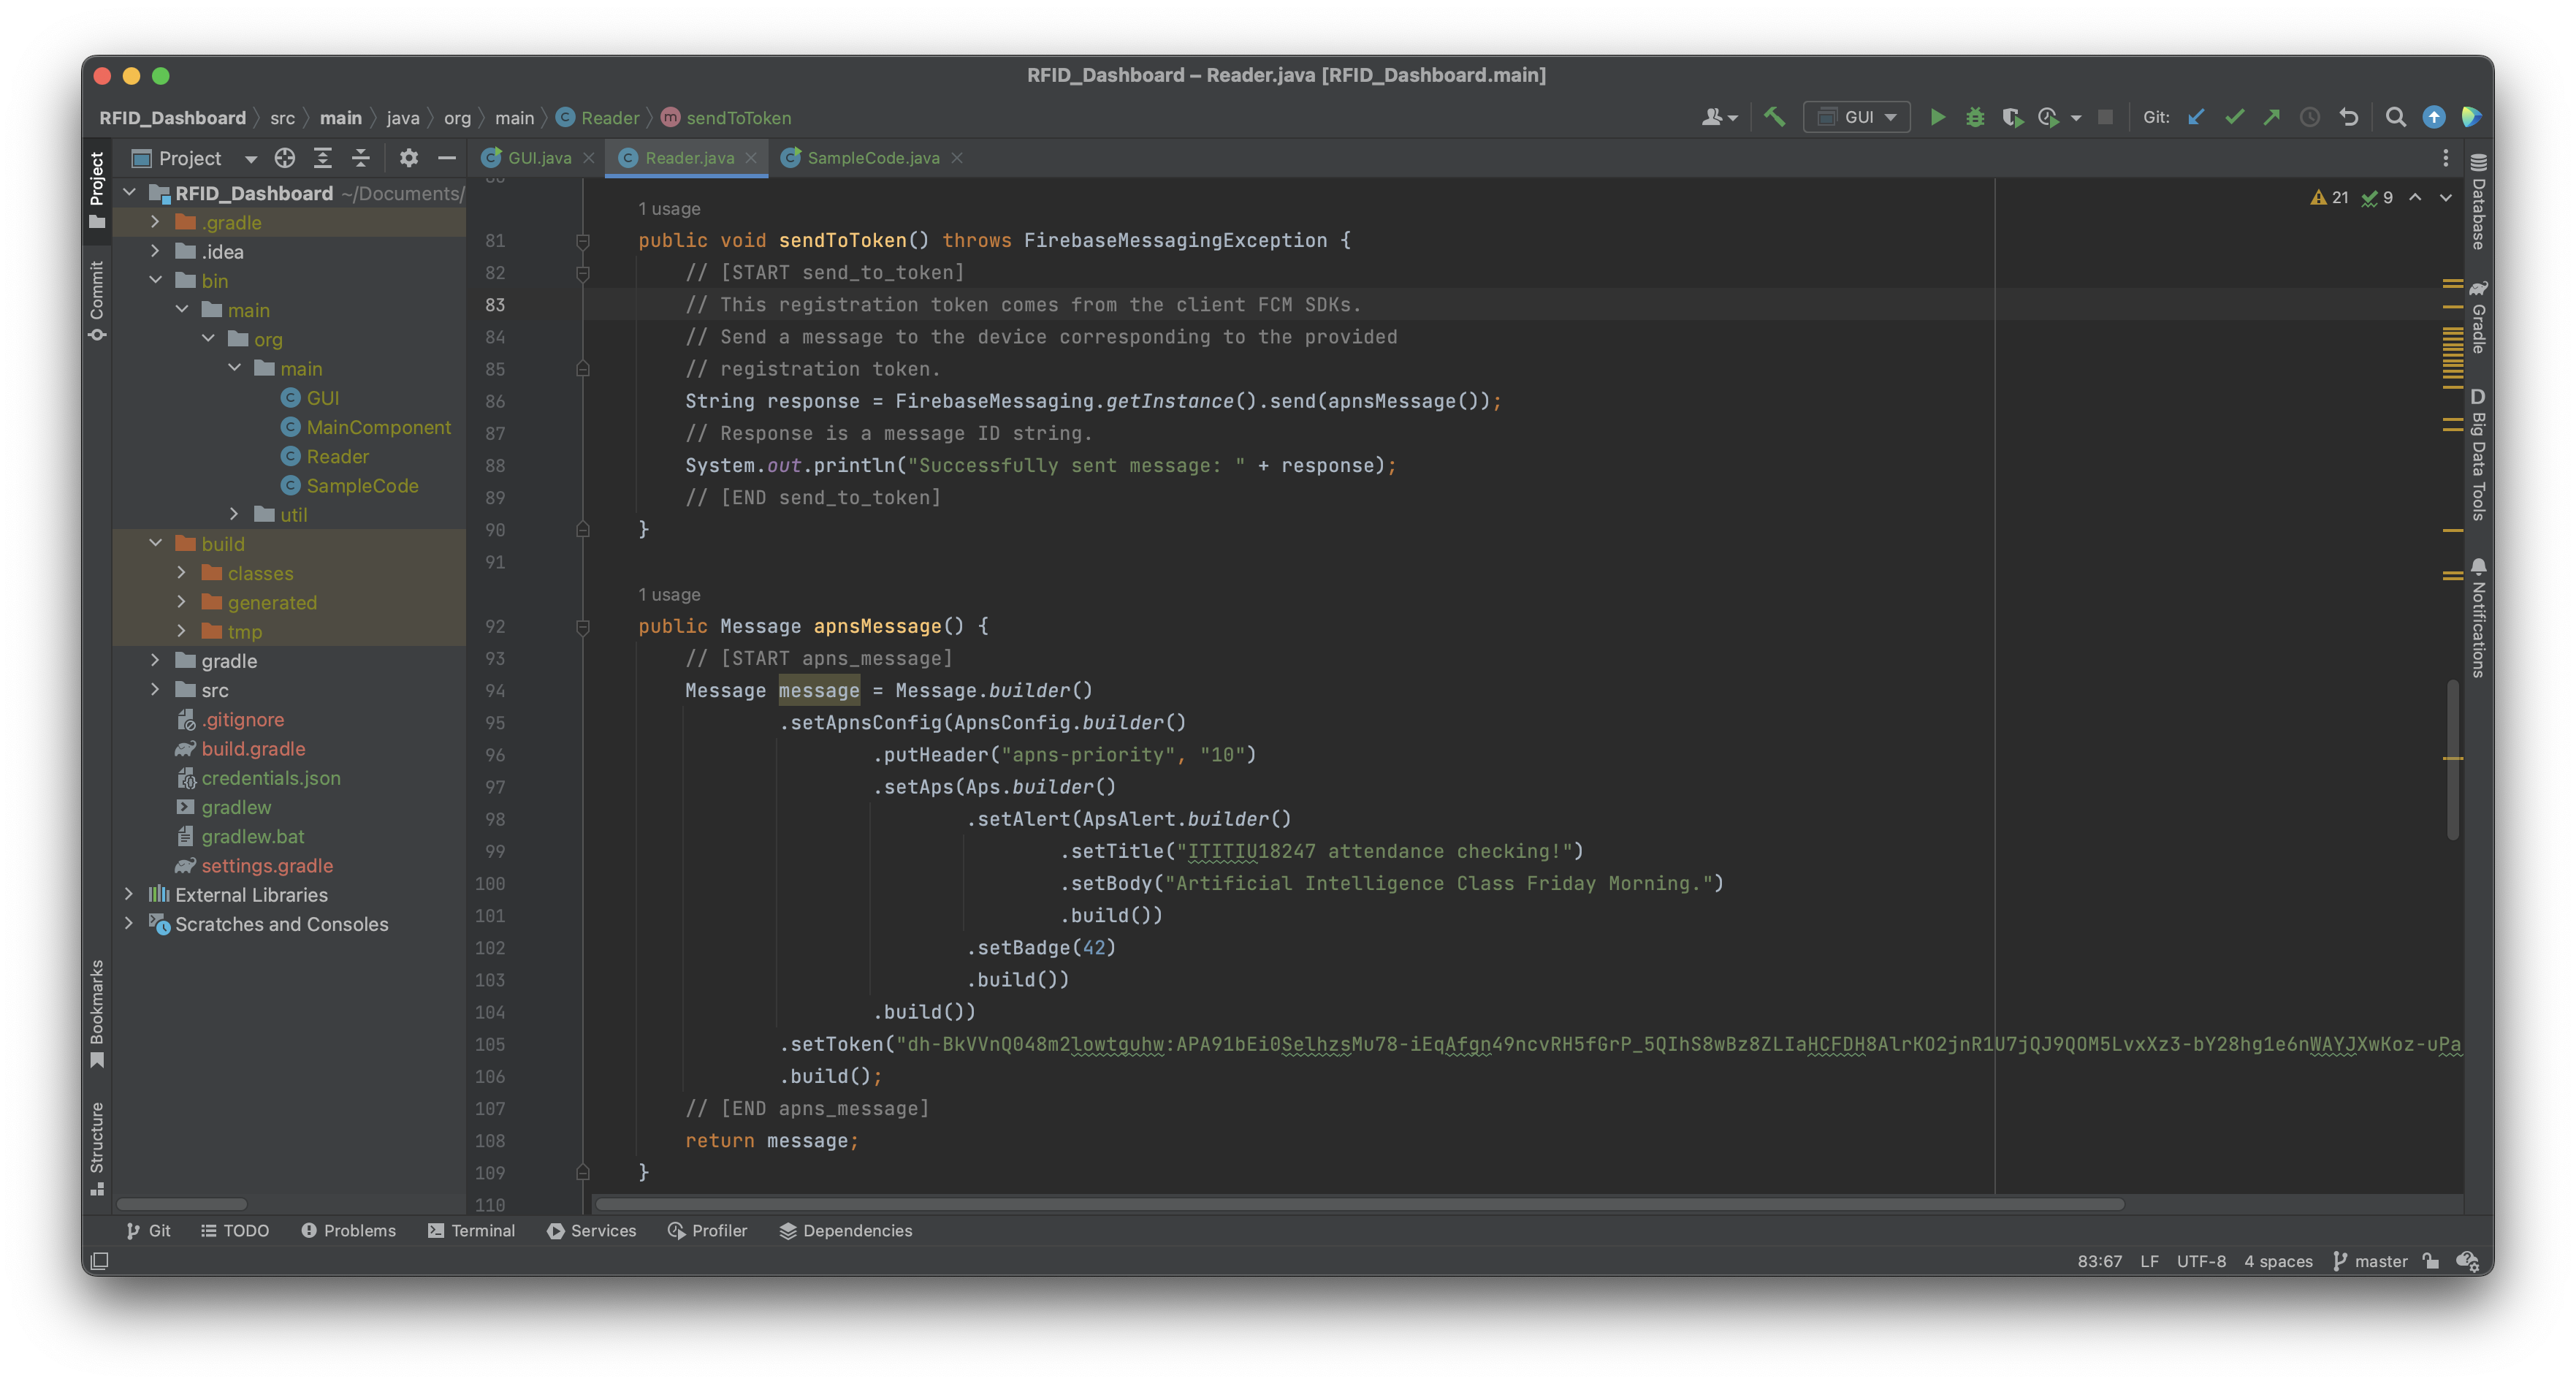 RFID_Dashboard – Reader.java [RFID_Dashboard.main]
RFID_Dashboard src main java org main Reader sendToToken
GUI
Git:
Project
GUI.java
Reader.java
SampleCode.java
Project
Commit
Bookmarks
Structure
RFID_Dashboard ~/Documents/
.gradle
.idea
bin
main
org
main
GUI
MainComponent
Reader
SampleCode
util
build
classes
generated
tmp
gradle
src
.gitignore
build.gradle
credentials.json
gradlew
gradlew.bat
settings.gradle
External Libraries
Scratches and Consoles
21 9
1 usage
81 public void sendToToken() throws FirebaseMessagingException {
82 // [START send_to_token]
83 // This registration token comes from the client FCM SDKs.
84 // Send a message to the device corresponding to the provided
85 // registration token.
86 String response = FirebaseMessaging.getInstance().send(apnsMessage());
87 // Response is a message ID string.
88 System.out.println("Successfully sent message: " + response);
89 // [END send_to_token]
90 }
91
1 usage
92 public Message apnsMessage() {
93 // [START apns_message]
94 Message message = Message.builder()
95 .setApnsConfig(ApnsConfig.builder()
96 .putHeader("apns-priority", "10")
97 .setAps(Aps.builder()
98 .setAlert(ApsAlert.builder()
99 .setTitle("ITITIU18247 attendance checking!")
100 .setBody("Artificial Intelligence Class Friday Morning.")
101 .build())
102 .setBadge(42)
103 .build())
104 .build())
105 .setToken("dh-BkVVnQ048m2lowtguhw:APA91bEi0SelhzsMu78-iEqAfgn49ncvRH5fGrP_5QIhS8wBz8ZLIaHCFDH8AlrKO2jnR1U7jQJ9QOM5LvxXz3-bY28hg1e6nWAYJXwKoz-uPa
106 .build();
107 // [END apns_message]
108 return message;
109 }
110
Database
Gradle
D Big Data Tools
Notifications
Git TODO Problems Terminal Services Profiler Dependencies
83:67 LF UTF-8 4 spaces master